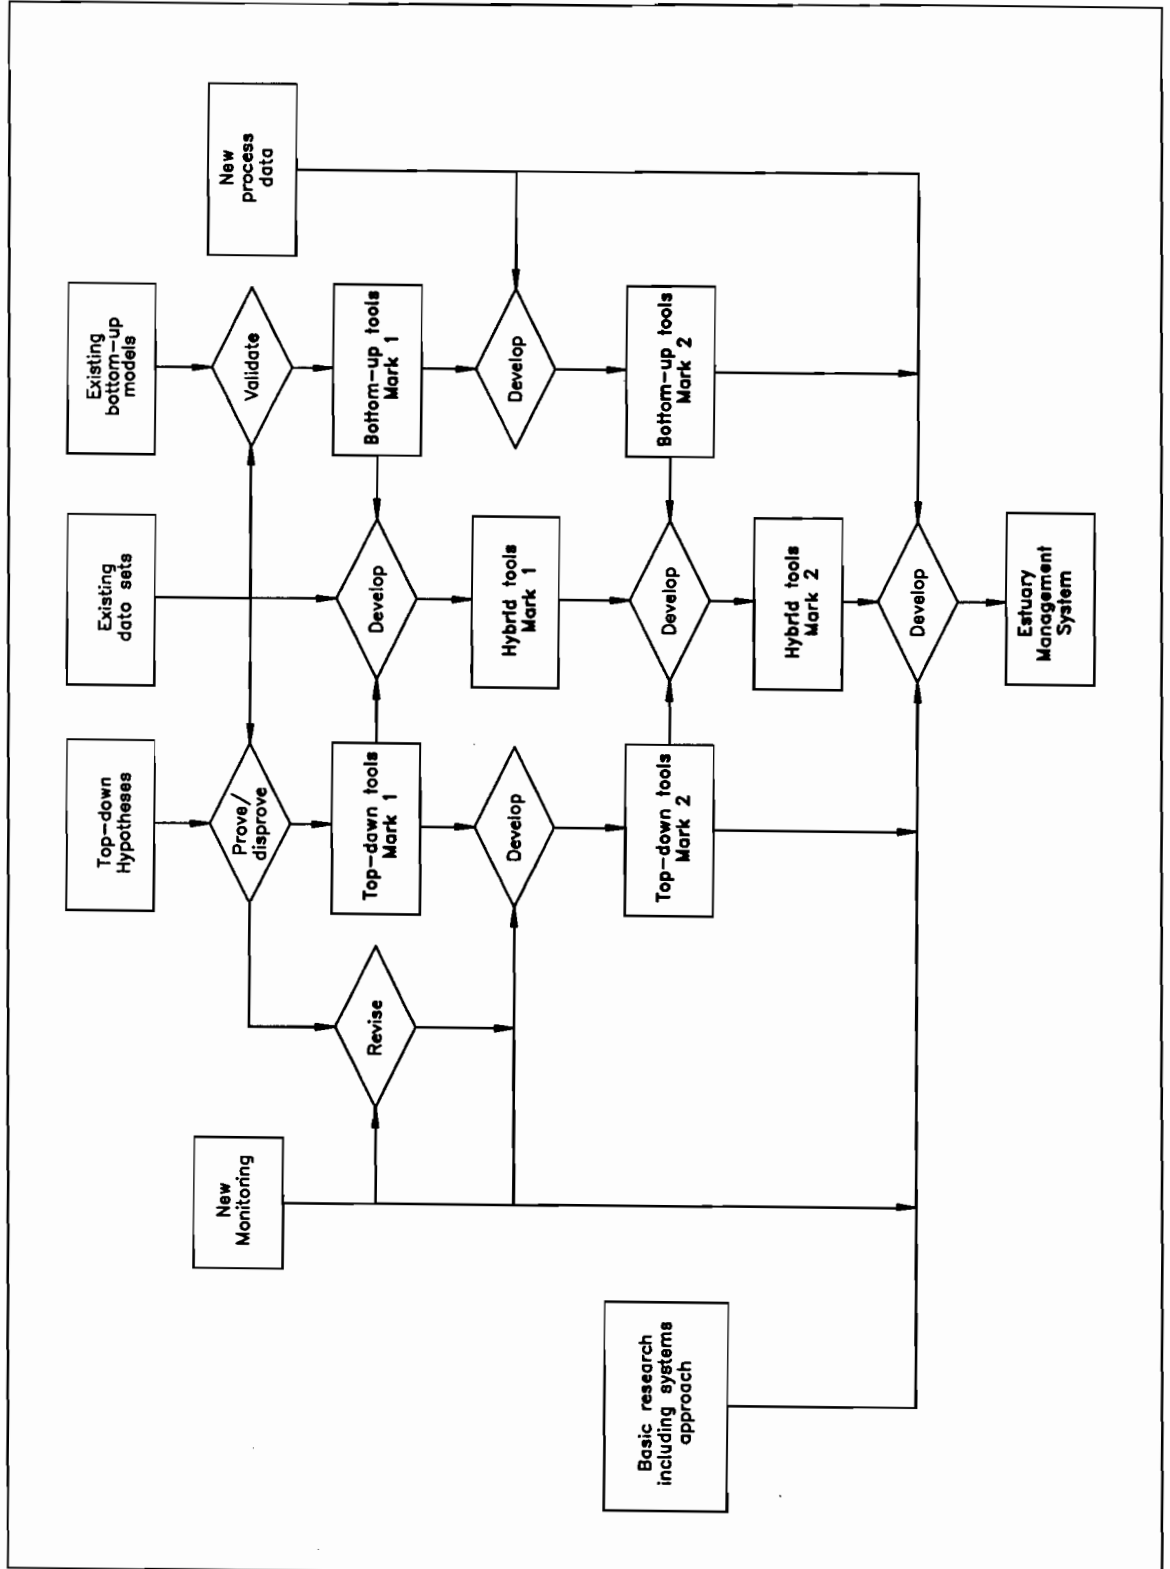 Top-down
Hypotheses
Existing
dato sets
Existing
bottom-up
models
New
Monitoring
Prove/
disprove
Validate
New
process
data
Revise
Top-dawn tools
Mark 1
Develop
Bottom-up tools
Mark 1
Develop
Hybrid tools
Mark 1
Develop
Basic research
including systems
approach
Top-down tools
Mark 2
Develop
Bottom-up tools
Mark 2
Hybrid tools
Mark 2
Develop
Estuary
Management
System